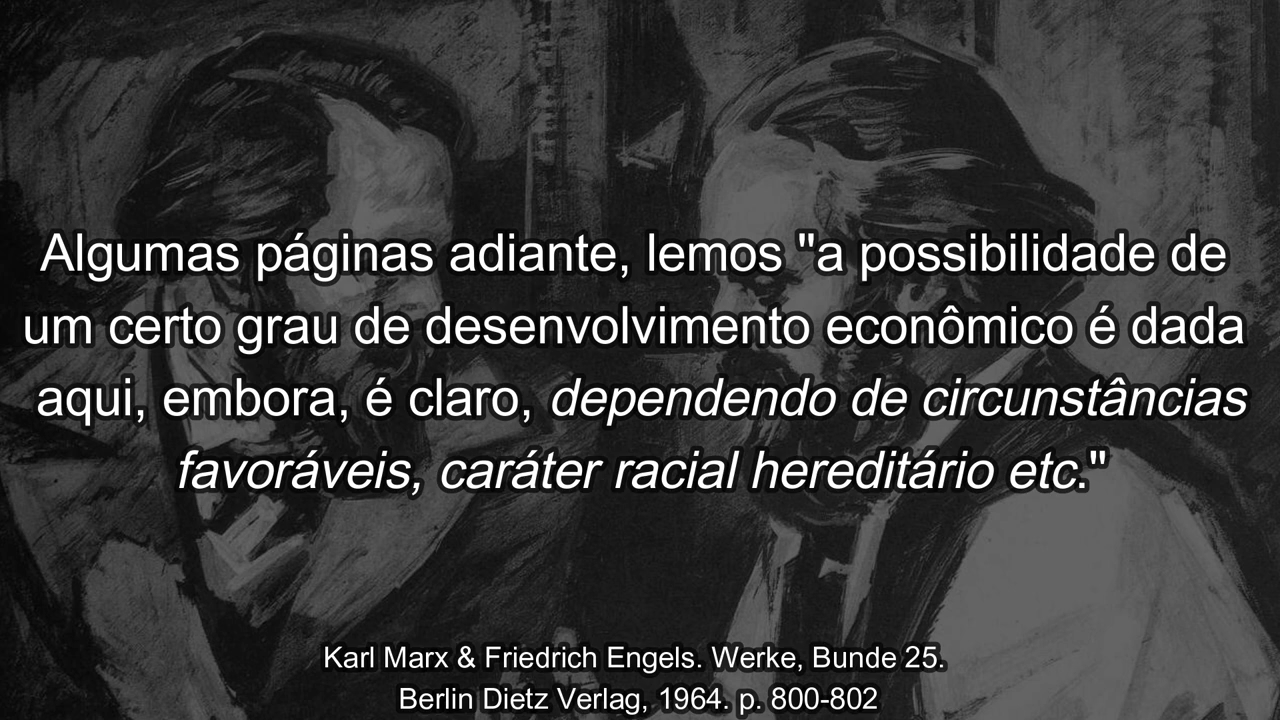 Algumas páginas adiante, lemos "a possibilidade de
um certo grau de desenvolvimento econômico é dada
aqui, embora, é claro, dependendo de circunstâncias
favoráveis, caráter racial hereditário etc."
Karl Marx & Friedrich Engels. Werke, Bunde 25.
Berlin Dietz Verlag, 1964. p. 800-802